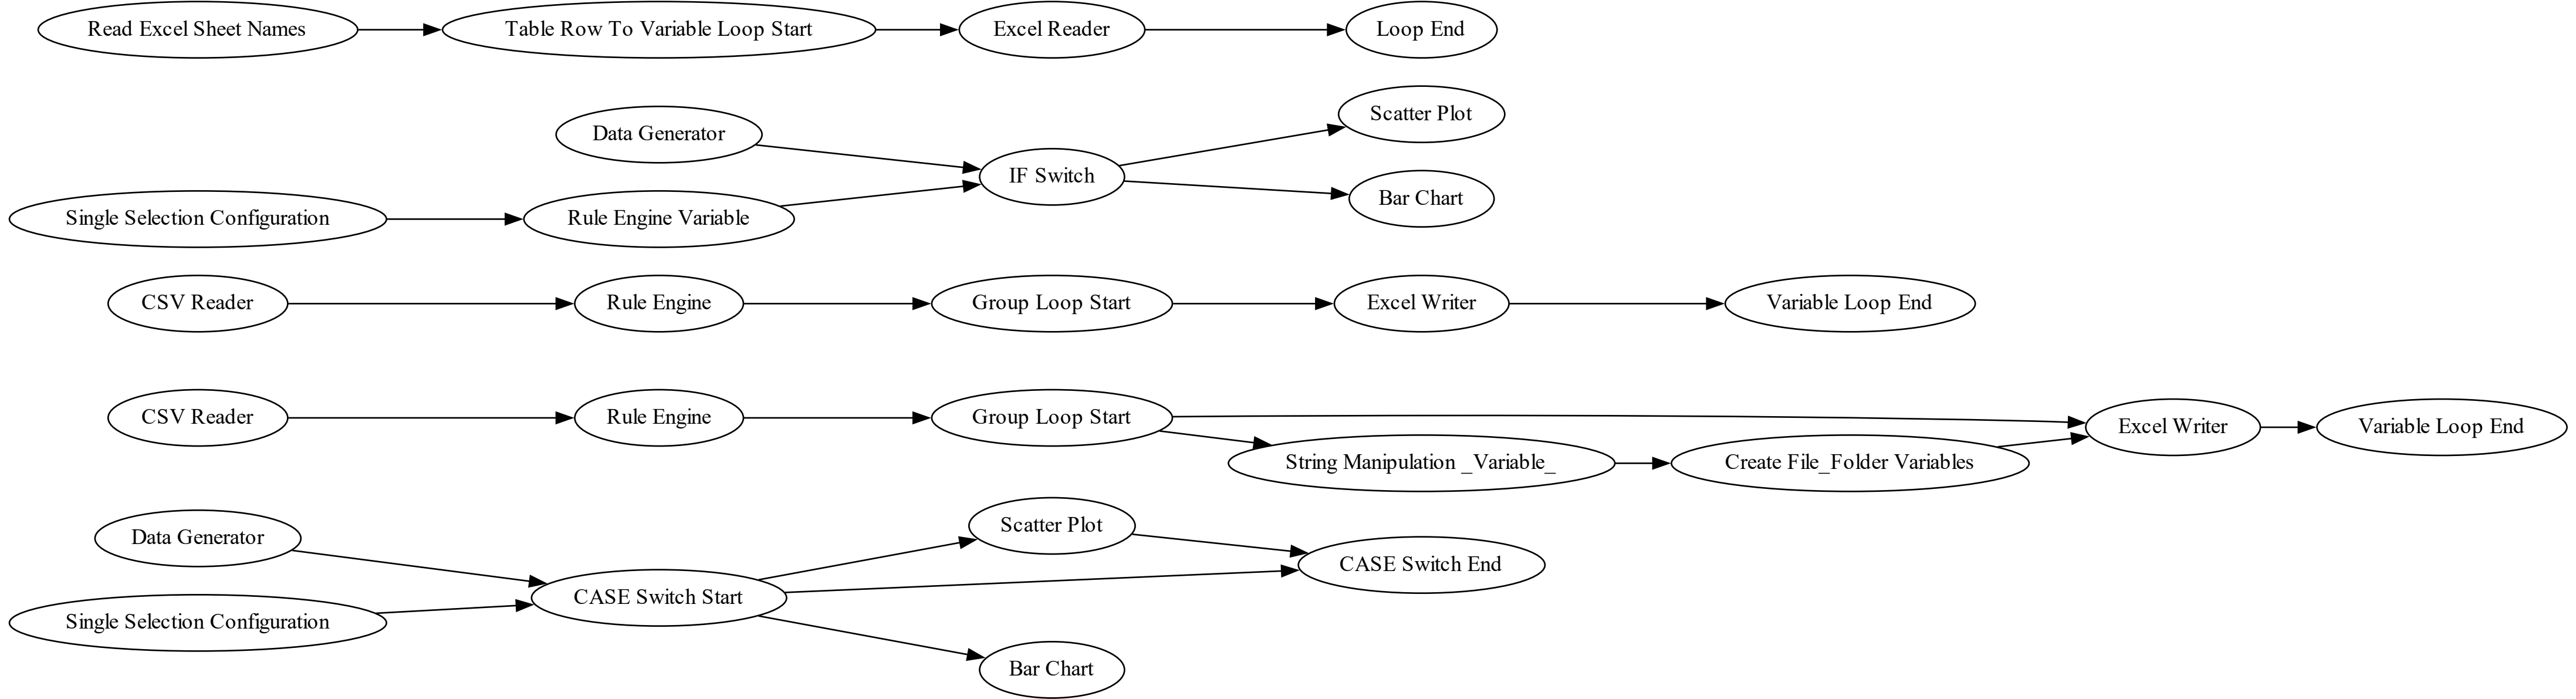 Read Excel Sheet Names
Table Row To Variable Loop Start
Excel Reader
Loop End
Data Generator
Single Selection Configuration
Rule Engine Variable
IF Switch
Scatter Plot
Bar Chart
CSV Reader
Rule Engine
Group Loop Start
Excel Writer
Variable Loop End
CSV Reader
Rule Engine
Group Loop Start
String Manipulation _Variable_
Create File_Folder Variables
Excel Writer
Variable Loop End
Data Generator
Single Selection Configuration
CASE Switch Start
Scatter Plot
CASE Switch End
Bar Chart